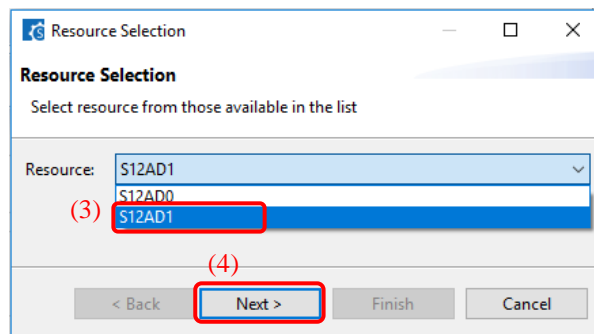 Resource Selection
Resource Selection
Select resource from those available in the list
Resource: S12AD1
S12AD0
(3) S12AD1
(4)
< Back Next > Finish Cancel